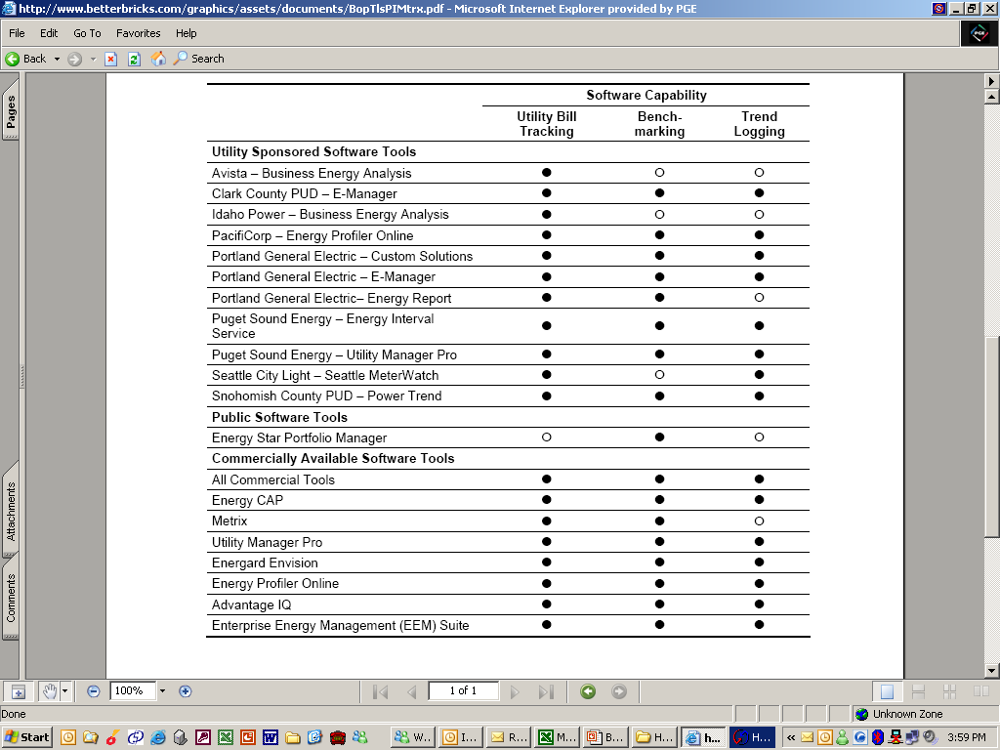 http://www.betterbricks.com/graphics/assets/documents/BopTlsPIMtrx.pdf - Microsoft Internet Explorer provided by PGE
File Edit Go To Favorites Help
PGE
Back Search
Pages
Attachments
Comments
Software Capability
Utility Bill Bench- Trend
Tracking marking Logging
Utility Sponsored Software Tools
Avista – Business Energy Analysis ● ○ ○
Clark County PUD – E-Manager ● ● ●
Idaho Power – Business Energy Analysis ● ○ ○
PacifiCorp – Energy Profiler Online ● ● ●
Portland General Electric – Custom Solutions ● ● ●
Portland General Electric – E-Manager ● ● ●
Portland General Electric– Energy Report ● ● ○
Puget Sound Energy – Energy Interval
Service ● ● ●
Puget Sound Energy – Utility Manager Pro ● ● ●
Seattle City Light – Seattle MeterWatch ● ○ ●
Snohomish County PUD – Power Trend ● ● ●
Public Software Tools
Energy Star Portfolio Manager ○ ● ○
Commercially Available Software Tools
All Commercial Tools ● ● ●
Energy CAP ● ● ●
Metrix ● ● ○
Utility Manager Pro ● ● ●
Energard Envision ● ● ●
Energy Profiler Online ● ● ●
Advantage IQ ● ● ●
Enterprise Energy Management (EEM) Suite ● ● ●
100% 1 of 1
Done Unknown Zone
Start W... I... R... M... B... H... h... H... « 3:59 PM